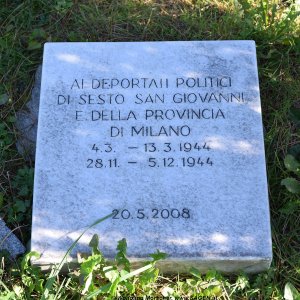 AI DEPORTATI POLITICI
DI SESTO SAN GIOVANNI
E DELLA PROVINCIA
DI MILANO
4.3. – 13.3.1944
28.11. – 5.12.1944
20.5.2008